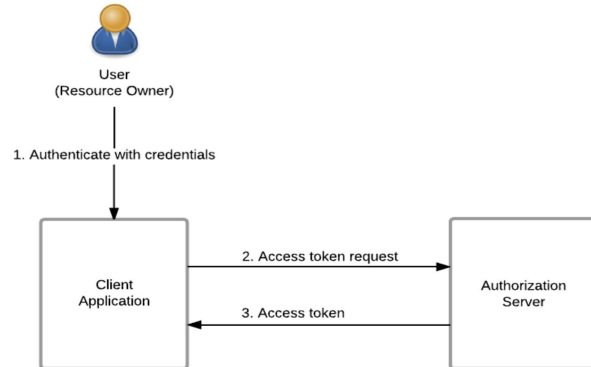 User
(Resource Owner)
1. Authenticate with credentials
2. Access token request
Client
Application
Authorization
Server
3. Access token